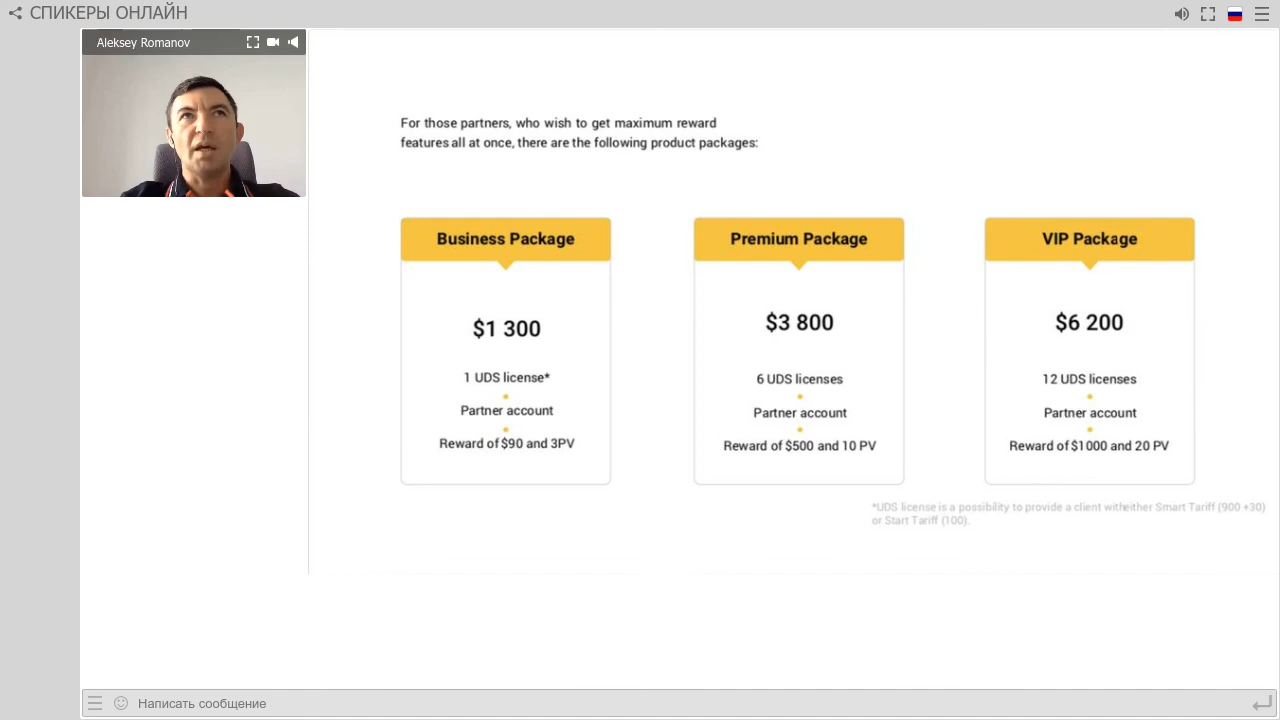 СПИКЕРЫ ОНЛАЙН
Aleksey Romanov
For those partners, who wish to get maximum reward
features all at once, there are the following product packages:
Business Package
$1 300
1 UDS license*
Partner account
Reward of $90 and 3PV
Premium Package
$3 800
6 UDS licenses
Partner account
Reward of $500 and 10 PV
VIP Package
$6 200
12 UDS licenses
Partner account
Reward of $1000 and 20 PV
*UDS license is a possibility to provide a client witheither Smart Tariff (900 +30)
or Start Tariff (100).
Написать сообщение